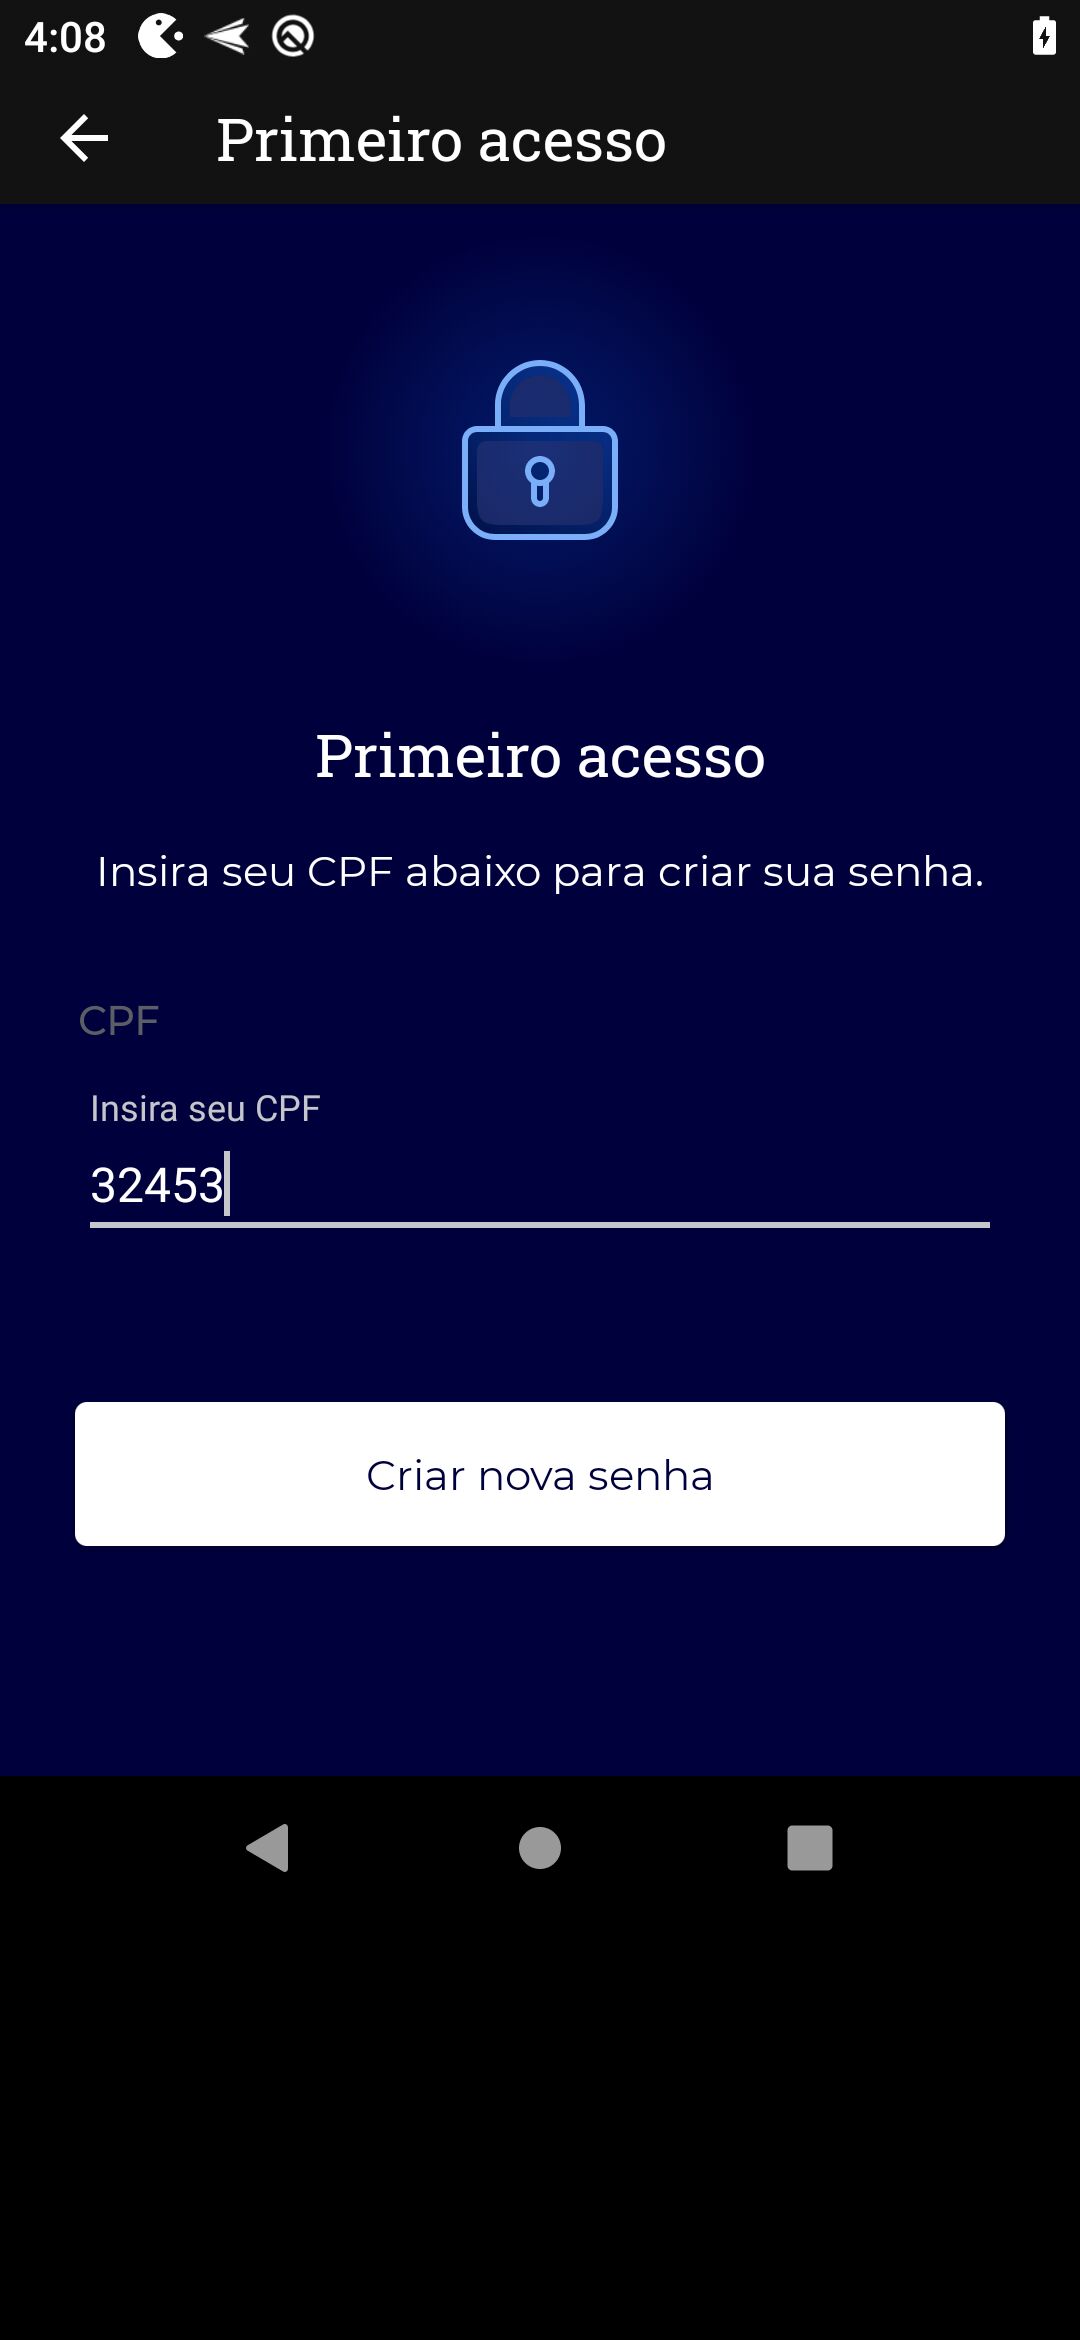 4:08
Primeiro acesso
Primeiro acesso
Insira seu CPF abaixo para criar sua senha.
CPF
Insira seu CPF
32453
Criar nova senha